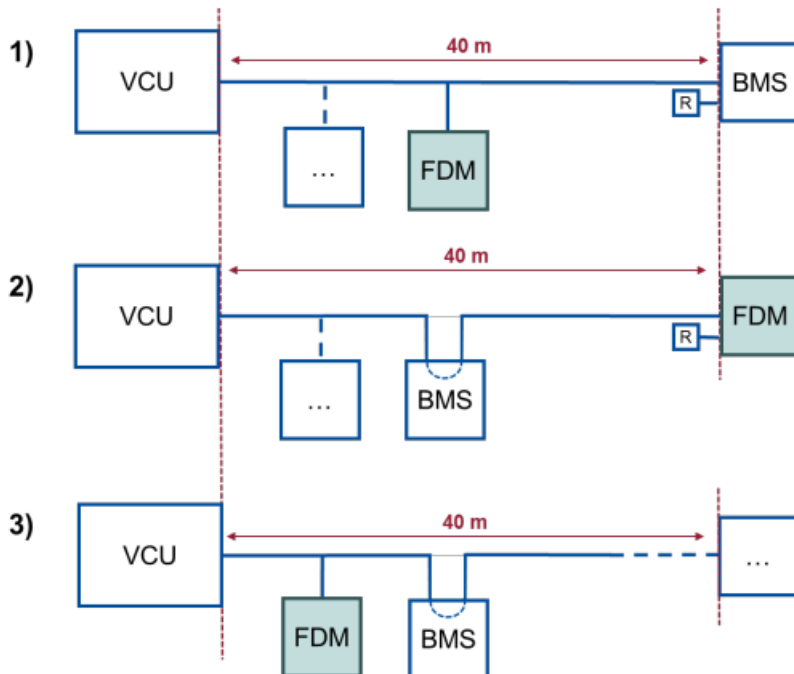 1)
40 m
VCU
BMS
R
...
FDM
2)
40 m
VCU
FDM
R
...
BMS
3)
40 m
VCU
...
FDM
BMS